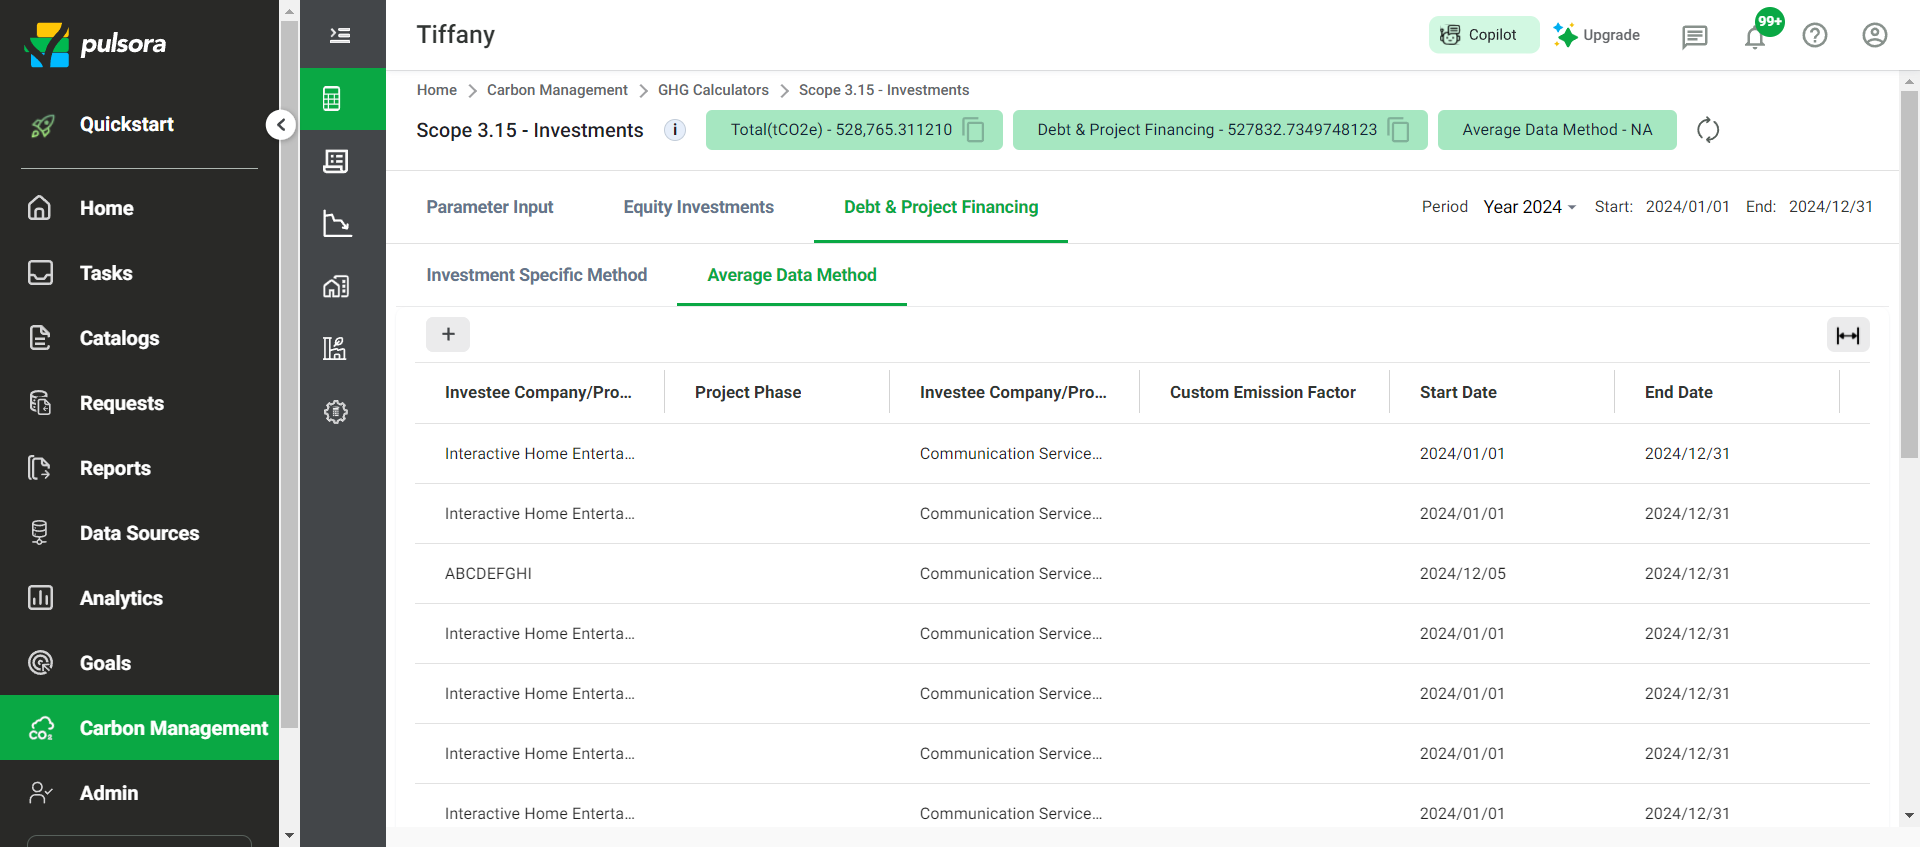 pulsora
Quickstart
Home
Tasks
Catalogs
Requests
Reports
Data Sources
Analytics
Goals
CO₂
Carbon Management
Admin
Tiffany
Copilot
Upgrade
99+
Home
Carbon Management
GHG Calculators
Scope 3.15 - Investments
Scope 3.15 - Investments
i
Total(tCO2e) - 528,765.311210
Debt & Project Financing - 527832.7349748123
Average Data Method - NA
Parameter Input
Equity Investments
Debt & Project Financing
Period Year 2024 Start: 2024/01/01 End: 2024/12/31
Investment Specific Method
Average Data Method
+
Investee Company/Pro... Project Phase Investee Company/Pro... Custom Emission Factor Start Date End Date
Interactive Home Enterta... Communication Service... 2024/01/01 2024/12/31
Interactive Home Enterta... Communication Service... 2024/01/01 2024/12/31
ABCDEFGHI Communication Service... 2024/12/05 2024/12/31
Interactive Home Enterta... Communication Service... 2024/01/01 2024/12/31
Interactive Home Enterta... Communication Service... 2024/01/01 2024/12/31
Interactive Home Enterta... Communication Service... 2024/01/01 2024/12/31
Interactive Home Enterta... Communication Service... 2024/01/01 2024/12/31